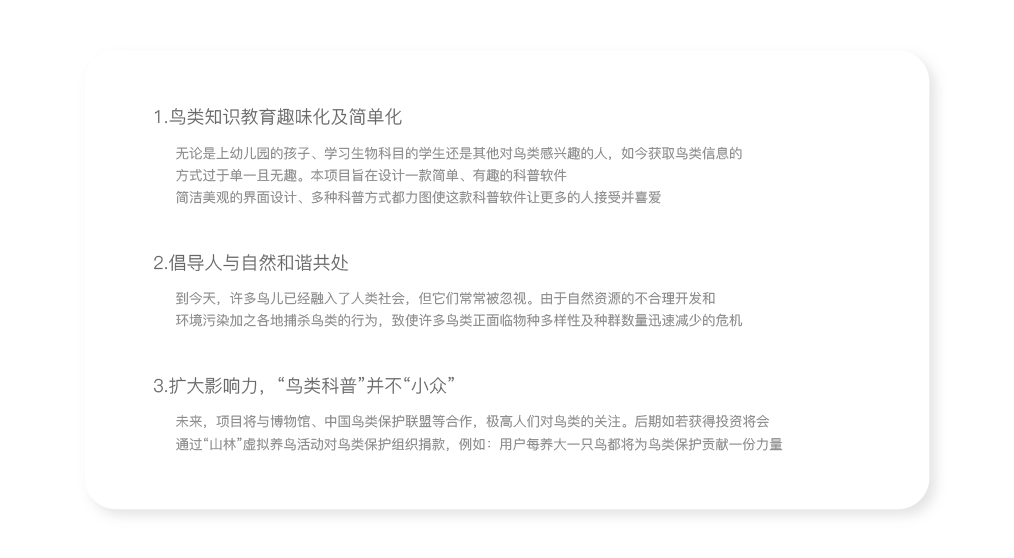 1.鸟类知识教育趣味化及简单化
无论是上幼儿园的孩子、学习生物科目的学生还是其他对鸟类感兴趣的人，如今获取鸟类信息的
方式过于单一且无趣。本项目旨在设计一款简单、有趣的科普软件
简洁美观的界面设计、多种科普方式都力图使这款科普软件让更多的人接受并喜爱
2.倡导人与自然和谐共处
到今天，许多鸟儿已经融入了人类社会，但它们常常被忽视。由于自然资源的不合理开发和
环境污染加之各地捕杀鸟类的行为，致使许多鸟类正面临物种多样性及种群数量迅速减少的危机
3.扩大影响力，“鸟类科普”并不“小众”
未来，项目将与博物馆、中国鸟类保护联盟等合作，极高人们对鸟类的关注。后期如若获得投资将会
通过“山林”虚拟养鸟活动对鸟类保护组织捐款，例如：用户每养大一只鸟都将为鸟类保护贡献一份力量